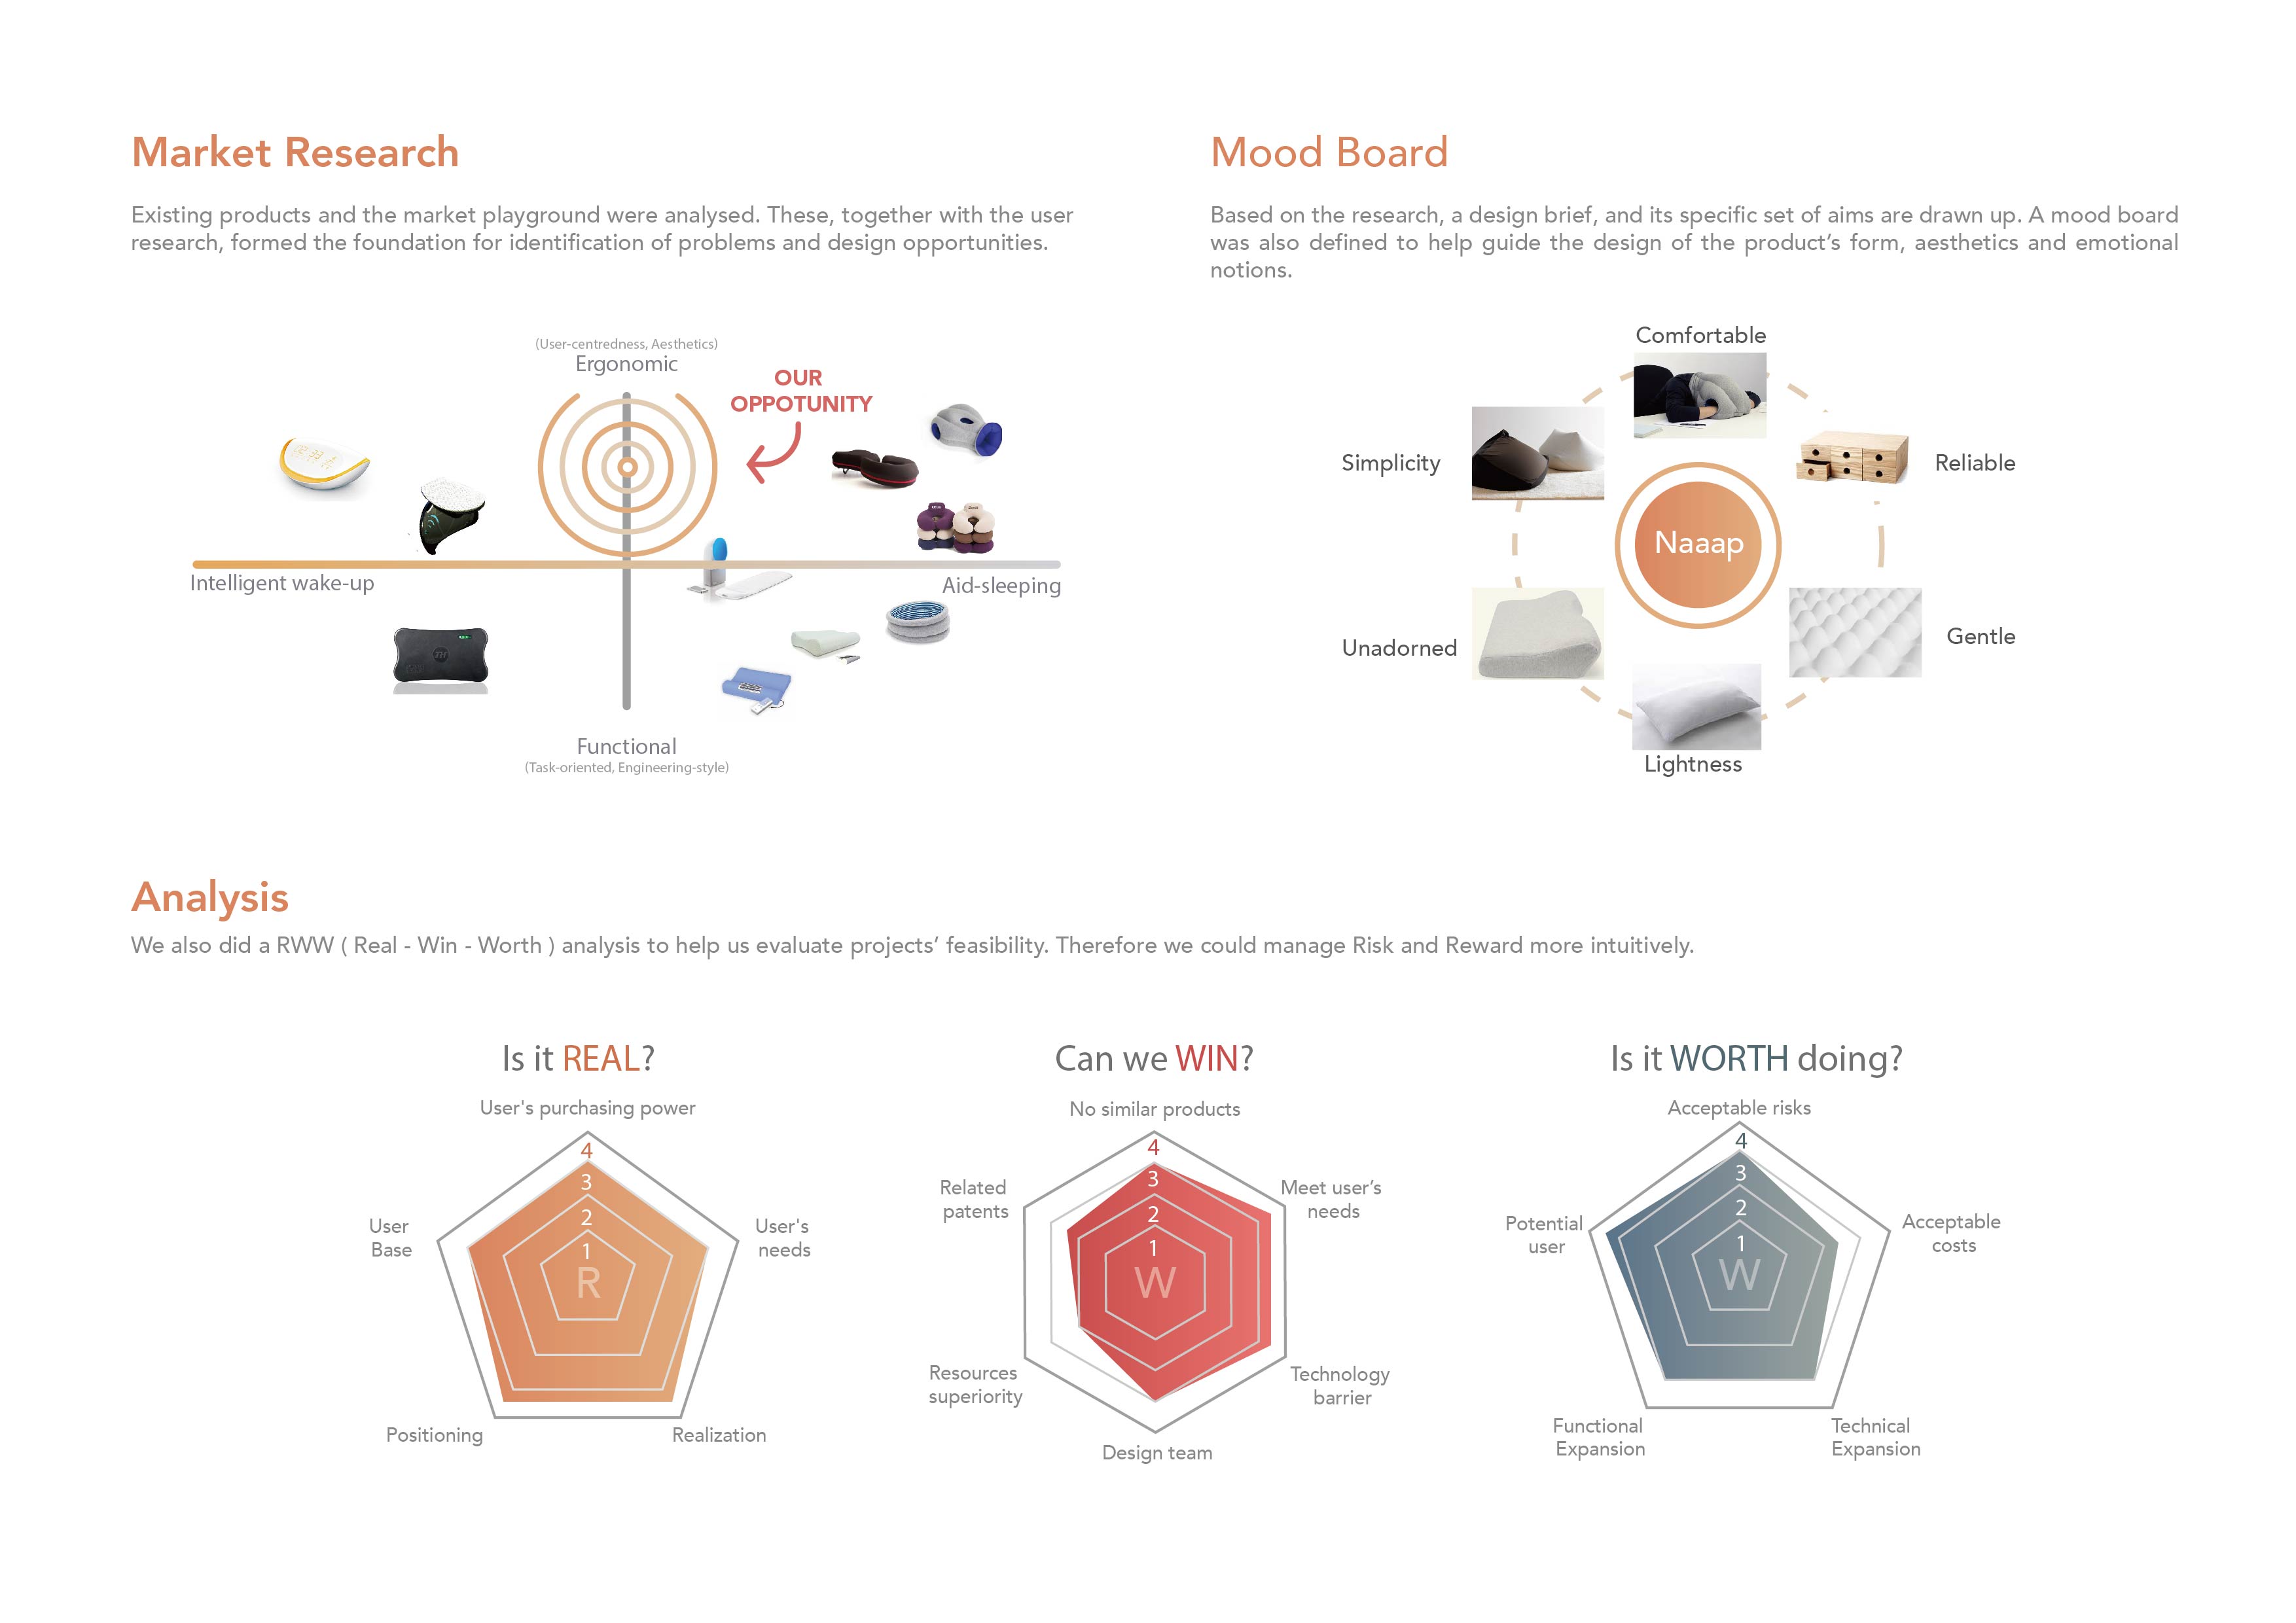 Market Research
Existing products and the market playground were analysed. These, together with the user
research, formed the foundation for identification of problems and design opportunities.
(User-centredness, Aesthetics)
Ergonomic
OUR
OPPOTUNITY
Intelligent wake-up
Aid-sleeping
Functional
(Task-oriented, Engineering-style)
Mood Board
Based on the research, a design brief, and its specific set of aims are drawn up. A mood board
was also defined to help guide the design of the product’s form, aesthetics and emotional
notions.
Comfortable
Simplicity
Reliable
Naaap
Unadorned
Gentle
Lightness
Analysis
We also did a RWW ( Real - Win - Worth ) analysis to help us evaluate projects’ feasibility. Therefore we could manage Risk and Reward more intuitively.
Is it REAL?
User's purchasing power
4
3
2
1
R
User
Base
User's
needs
Positioning
Realization
Can we WIN?
No similar products
4
3
2
1
W
Related
patents
Meet user’s
needs
Resources
superiority
Technology
barrier
Design team
Is it WORTH doing?
Acceptable risks
4
3
2
1
W
Potential
user
Acceptable
costs
Functional
Expansion
Technical
Expansion